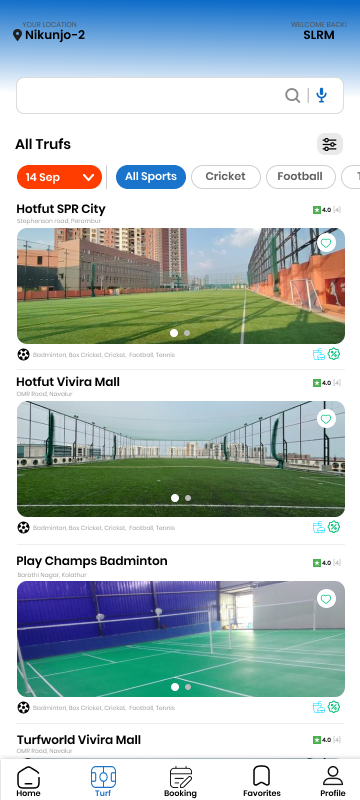 YOUR LOCATION
Nikunjo-2
WELCOME BACK!
SLRM
All Trufs
14 Sep
All Sports
Cricket
Football
Hotfut SPR City
4.0 (4)
Stephenson road, Perambur
Badminton, Box Cricket, Cricket, Football, Tennis
Hotfut Vivira Mall
4.0 (4)
OMR Road, Navalur
Badminton, Box Cricket, Cricket, Football, Tennis
Play Champs Badminton
4.0 (4)
Barathi Nagar, Kolathur
Badminton, Box Cricket, Cricket, Football, Tennis
Turfworld Vivira Mall
4.0 (4)
OMR Road, Navalur
Home
Turf
Booking
Favorites
Profile